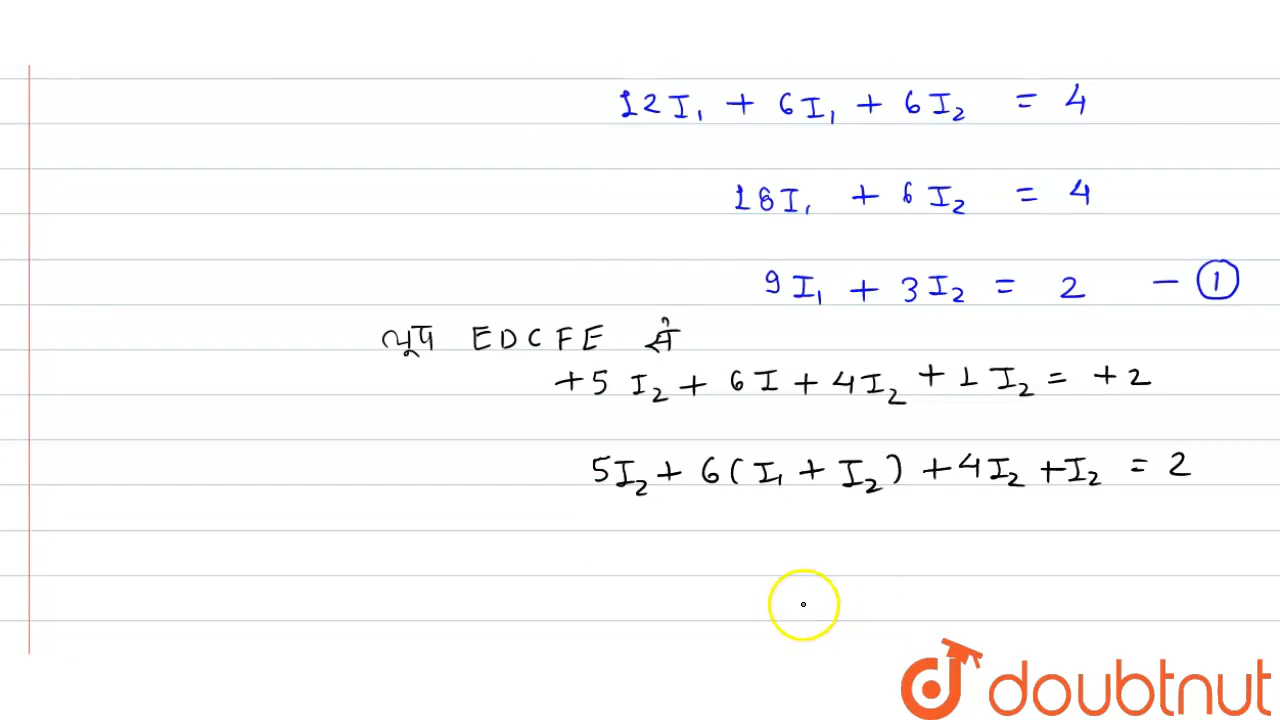 12I₁ + 6I₁ + 6I₂ = 4
18I₁ + 6I₂ = 4
9I₁ + 3I₂ = 2 - ①
लूप EDCFE से
+5 I₂ + 6I + 4I₂ + 1 I₂ = +2
5I₂ + 6(I₁ + I₂) + 4I₂ + I₂ = 2
doubtnut